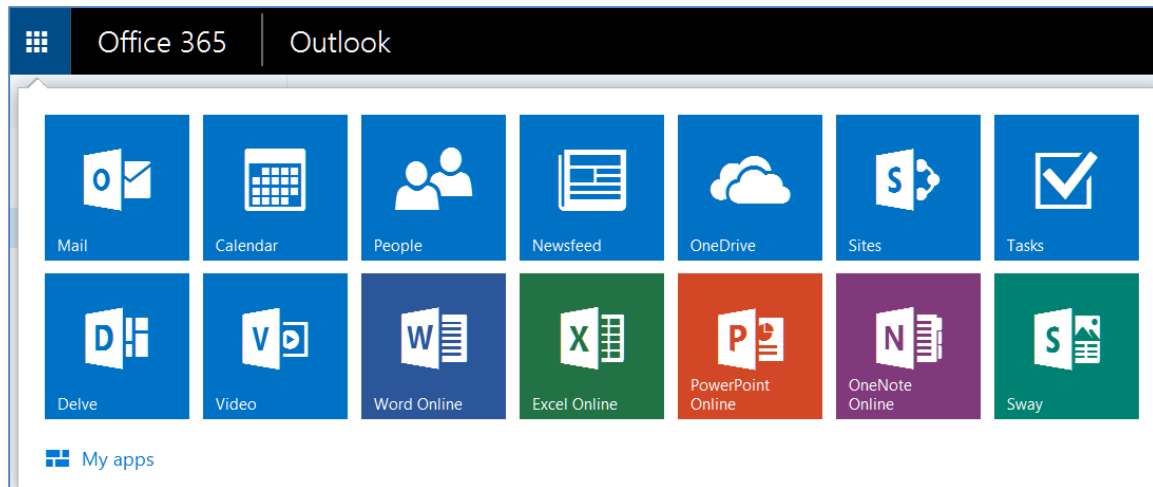 Office 365 Outlook
Mail Calendar People Newsfeed OneDrive Sites Tasks
Delve Video Word Online Excel Online PowerPoint Online OneNote Online Sway
My apps